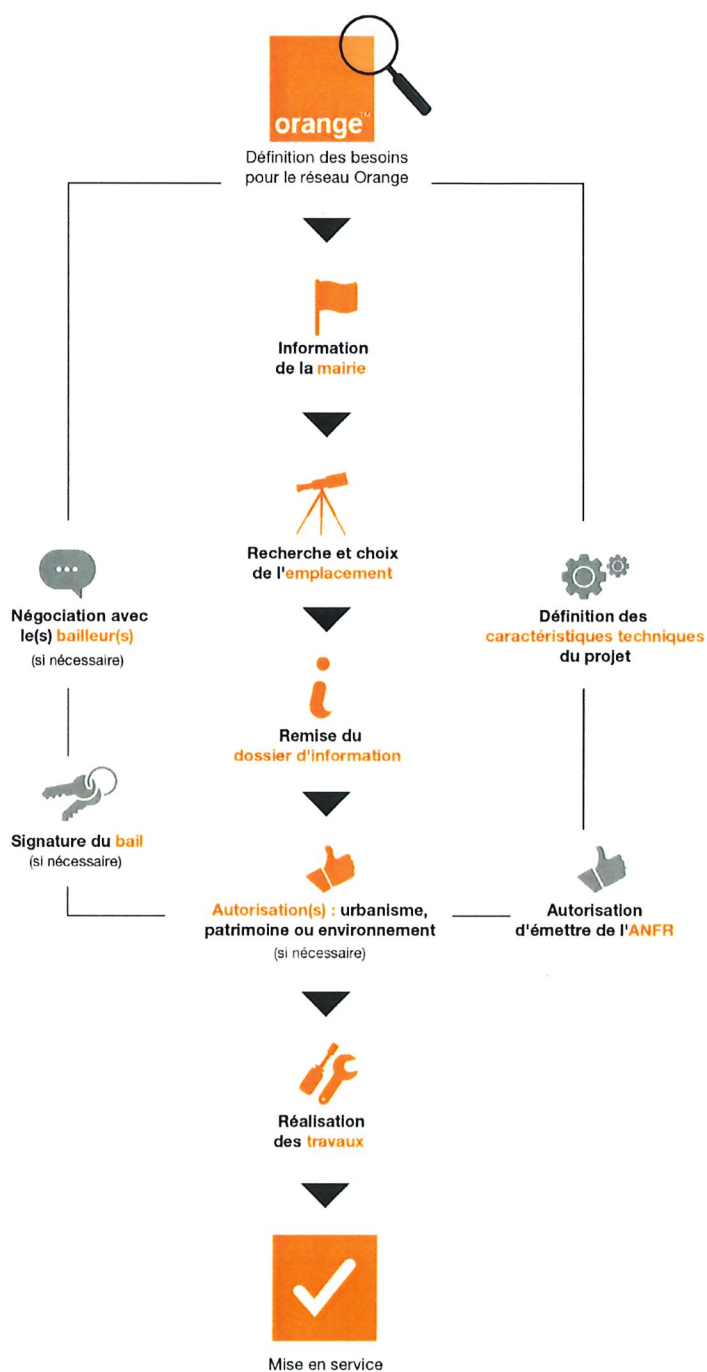 orange™
Définition des besoins
pour le réseau Orange
Information
de la mairie
Recherche et choix
de l'emplacement
Négociation avec
le(s) bailleur(s)
(si nécessaire)
Définition des
caractéristiques techniques
du projet
Remise du
dossier d'information
Signature du bail
(si nécessaire)
Autorisation(s) : urbanisme,
patrimoine ou environnement
(si nécessaire)
Autorisation
d'émettre de l'ANFR
Réalisation
des travaux
Mise en service